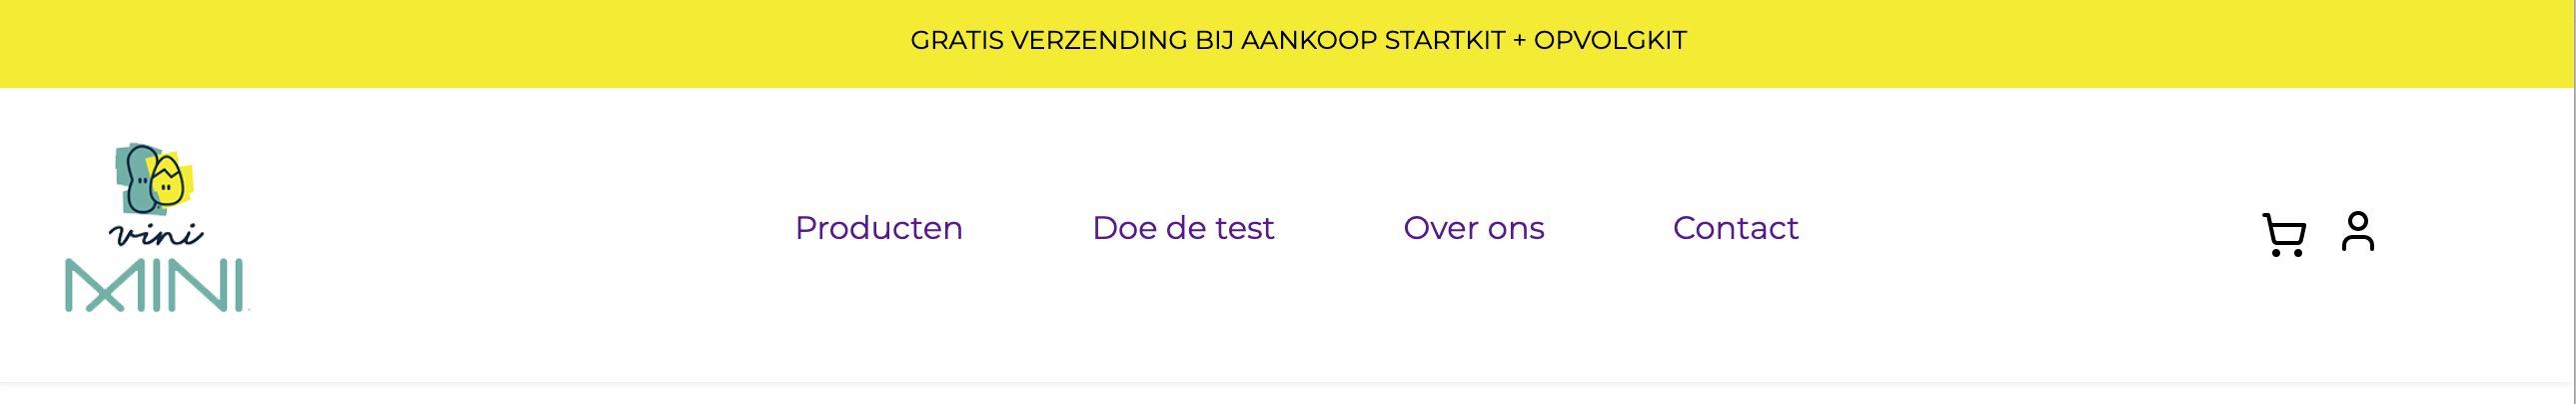 GRATIS VERZENDING BIJ AANKOOP STARTKIT + OPVOLGKIT
vini
MINI
Producten
Doe de test
Over ons
Contact